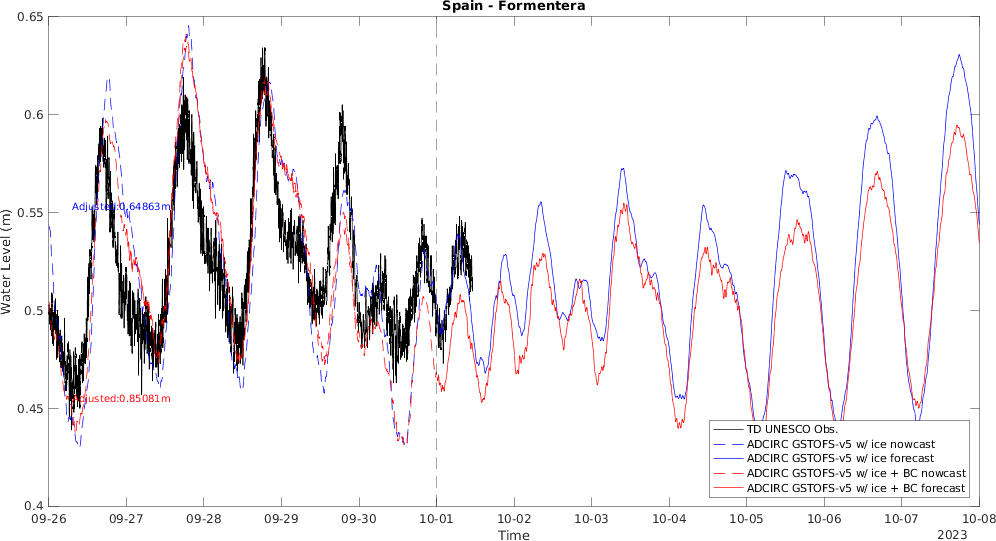 Spain - Formentera
Water Level (m)
0.65
0.6
0.55
0.5
0.45
0.4
Adjusted:0.64863m
Adjusted:0.85081m
TD UNESCO Obs.
ADCIRC GSTOFS-v5 w/ ice nowcast
ADCIRC GSTOFS-v5 w/ ice forecast
ADCIRC GSTOFS-v5 w/ ice + BC nowcast
ADCIRC GSTOFS-v5 w/ ice + BC forecast
09-26 09-27 09-28 09-29 09-30 10-01 10-02 10-03 10-04 10-05 10-06 10-07 10-08
Time
2023